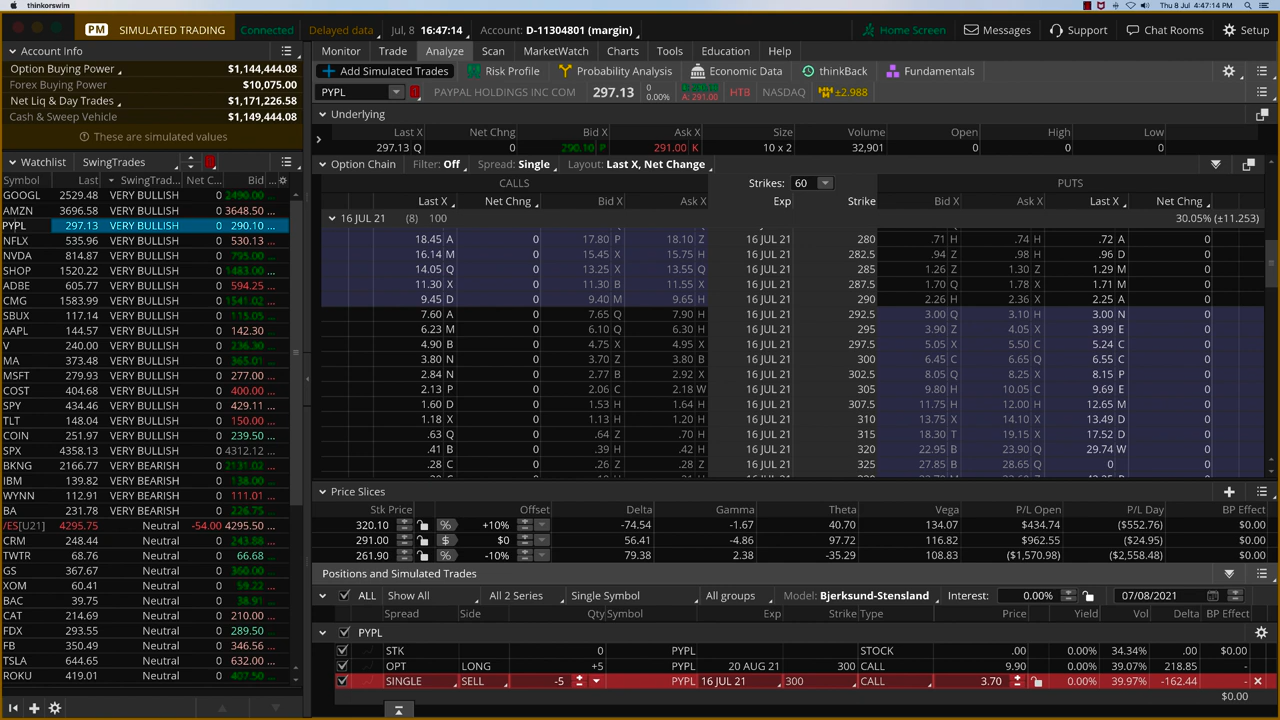 thinkorswim Thu 8 Jul 4:47:14 PM
PM SIMULATED TRADING Connected Delayed data Jul, 8 16:47:14 Account: D-11304801 (margin) Home Screen Messages Support Chat Rooms Setup
Account Info
Option Buying Power $1,144,444.08
Forex Buying Power $10,075.00
Net Liq & Day Trades $1,171,226.58
Cash & Sweep Vehicle $1,149,444.08
These are simulated values
Watchlist SwingTrades
Symbol Last SwingTrad... Net C... Bid ...
GOOGL 2529.48 VERY BULLISH 0 2490.00 ...
AMZN 3696.58 VERY BULLISH 0 3648.50 ...
PYPL 297.13 VERY BULLISH 0 290.10 ...
NFLX 535.96 VERY BULLISH 0 530.13 ...
NVDA 814.87 VERY BULLISH 0 795.00 ...
SHOP 1520.22 VERY BULLISH 0 1483.00 ...
ADBE 605.77 VERY BULLISH 0 594.25 ...
CMG 1583.99 VERY BULLISH 0 1541.02 ...
SBUX 117.14 VERY BULLISH 0 115.05 ...
AAPL 144.57 VERY BULLISH 0 142.30 ...
V 240.00 VERY BULLISH 0 236.30 ...
MA 373.48 VERY BULLISH 0 365.01 ...
MSFT 279.93 VERY BULLISH 0 277.00 ...
COST 404.68 VERY BULLISH 0 400.00 ...
SPY 434.46 VERY BULLISH 0 429.11 ...
TLT 148.04 VERY BULLISH 0 150.00 ...
COIN 251.97 VERY BULLISH 0 239.50 ...
SPX 4358.13 VERY BULLISH 0 4312.12 ...
BKNG 2166.77 VERY BEARISH 0 2131.02 ...
IBM 139.82 VERY BEARISH 0 138.00 ...
WYNN 112.91 VERY BEARISH 0 111.01 ...
BA 231.78 VERY BEARISH 0 226.75 ...
/ES[U21] 4295.75 Neutral -54.00 4295.50 ...
CRM 248.44 Neutral 0 243.88 ...
TWTR 68.76 Neutral 0 66.68 ...
GS 367.67 Neutral 0 360.00 ...
XOM 60.41 Neutral 0 59.22 ...
BAC 39.75 Neutral 0 38.91 ...
CAT 214.69 Neutral 0 210.00 ...
FDX 293.55 Neutral 0 289.50 ...
FB 350.49 Neutral 0 346.56 ...
TSLA 644.65 Neutral 0 632.00 ...
ROKU 419.01 Neutral 0 407.50 ...
Monitor Trade Analyze Scan MarketWatch Charts Tools Education Help
Add Simulated Trades Risk Profile Probability Analysis Economic Data thinkBack Fundamentals
PYPL PAYPAL HOLDINGS INC COM 297.13 0 0.00% A: 291.00 HTB NASDAQ ±2.988
Underlying
Last X Net Chng Bid X Ask X Size Volume Open High Low
297.13 Q 0 290.10 P 291.00 K 10 x 2 32,901 0 0 0
Option Chain Filter: Off Spread: Single Layout: Last X, Net Change
CALLS Strikes: 60 PUTS
Last X Net Chng Bid X Ask X Exp Strike Bid X Ask X Last X Net Chng
16 JUL 21 (8) 100 30.05% (±11.253)
18.45 A 0 17.80 P 18.10 Z 16 JUL 21 280 .71 H .74 H .72 A 0
16.14 M 0 15.45 X 15.75 H 16 JUL 21 282.5 .94 Z .98 H .96 D 0
14.05 Q 0 13.25 X 13.55 Q 16 JUL 21 285 1.26 Z 1.30 Z 1.29 M 0
11.30 X 0 11.30 B 11.55 X 16 JUL 21 287.5 1.70 Q 1.78 X 1.71 M 0
9.45 D 0 9.40 M 9.65 H 16 JUL 21 290 2.26 H 2.36 X 2.25 A 0
7.60 A 0 7.65 Q 7.90 H 16 JUL 21 292.5 3.00 Q 3.10 H 3.00 N 0
6.23 M 0 6.10 Q 6.30 H 16 JUL 21 295 3.90 Z 4.05 X 3.99 E 0
4.90 B 0 4.75 X 4.95 X 16 JUL 21 297.5 5.05 X 5.20 X 5.24 C 0
3.80 N 0 3.70 Z 3.80 B 16 JUL 21 300 6.45 C 6.65 Q 6.55 C 0
2.84 N 0 2.77 B 2.92 X 16 JUL 21 302.5 8.05 Q 8.25 X 8.15 P 0
2.13 P 0 2.06 C 2.18 W 16 JUL 21 305 9.80 H 10.05 C 9.69 E 0
1.60 D 0 1.53 H 1.64 H 16 JUL 21 307.5 11.75 H 12.00 H 12.65 M 0
1.18 X 0 1.13 H 1.20 H 16 JUL 21 310 13.75 X 14.10 X 13.49 D 0
.63 Q 0 .64 Z .70 H 16 JUL 21 315 18.30 T 19.15 X 17.52 D 0
.41 B 0 .39 H .42 H 16 JUL 21 320 22.95 B 23.90 Q 29.74 W 0
.28 C 0 .26 Z .28 Z 16 JUL 21 325 27.85 B 28.65 Q 0 0
Price Slices
Stk Price Offset Delta Gamma Theta Vega P/L Open P/L Day BP Effect
320.10 % +10% -74.54 -1.67 40.70 134.07 $434.74 ($552.76) $0.00
291.00 $ $0 56.41 -4.86 97.72 116.82 $962.55 ($24.95) $0.00
261.90 % -10% 79.38 2.38 -35.29 108.83 ($1,570.98) ($2,558.48) $0.00
Positions and Simulated Trades
ALL Show All All 2 Series Single Symbol All groups Model: Bjerksund-Stensland Interest: 0.00% 07/08/2021
Spread Side Qty Symbol Exp Strike Type Price Yield Delta BP Effect
PYPL
STK 0 PYPL STOCK .00 34.34% .00 $0.00
OPT LONG +5 PYPL 20 AUG 21 300 CALL 9.90 0.00% 39.07% 218.85 -
SINGLE SELL -5 PYPL 16 JUL 21 300 CALL 3.70 0.00% 39.97% -162.44 -
$0.00